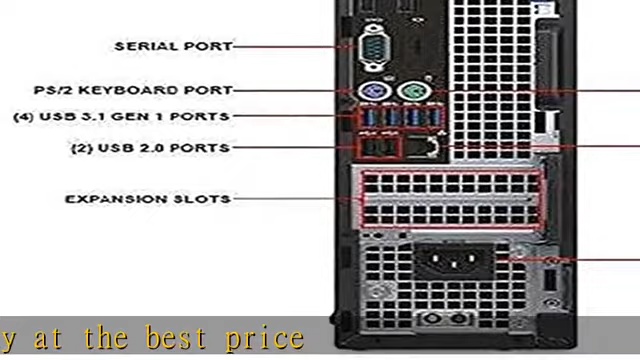 SERIAL PORT
PS/2 KEYBOARD PORT
(4) USB 3.1 GEN 1 PORTS
(2) USB 2.0 PORTS
EXPANSION SLOTS
y at the best price